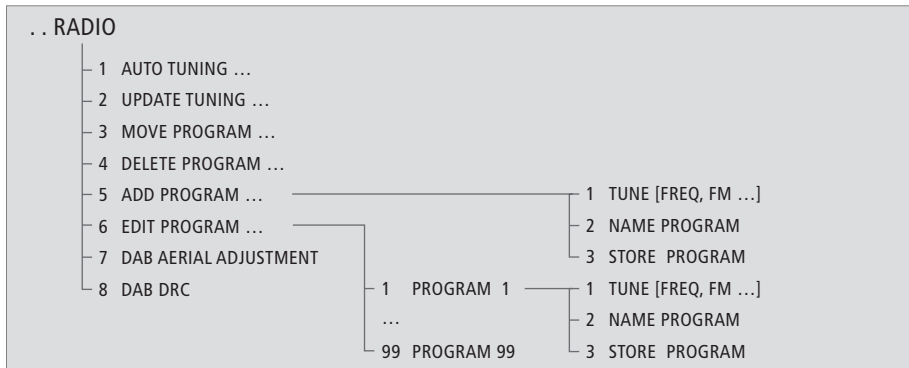 . . RADIO
1 AUTO TUNING …
2 UPDATE TUNING …
3 MOVE PROGRAM …
4 DELETE PROGRAM …
5 ADD PROGRAM …
1 TUNE [FREQ, FM …]
2 NAME PROGRAM
3 STORE PROGRAM
6 EDIT PROGRAM …
7 DAB AERIAL ADJUSTMENT
8 DAB DRC
1 PROGRAM 1
…
99 PROGRAM 99
1 TUNE [FREQ, FM …]
2 NAME PROGRAM
3 STORE PROGRAM